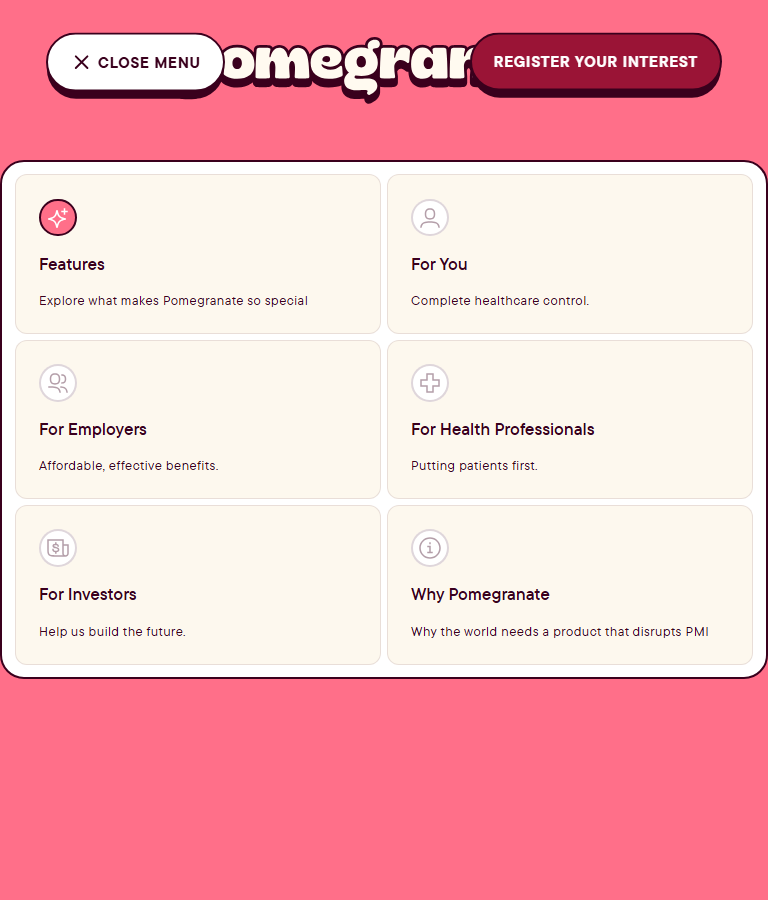 CLOSE MENU
omegran
REGISTER YOUR INTEREST
Features
Explore what makes Pomegranate so special
For You
Complete healthcare control.
For Employers
Affordable, effective benefits.
For Health Professionals
Putting patients first.
For Investors
Help us build the future.
Why Pomegranate
Why the world needs a product that disrupts PMI